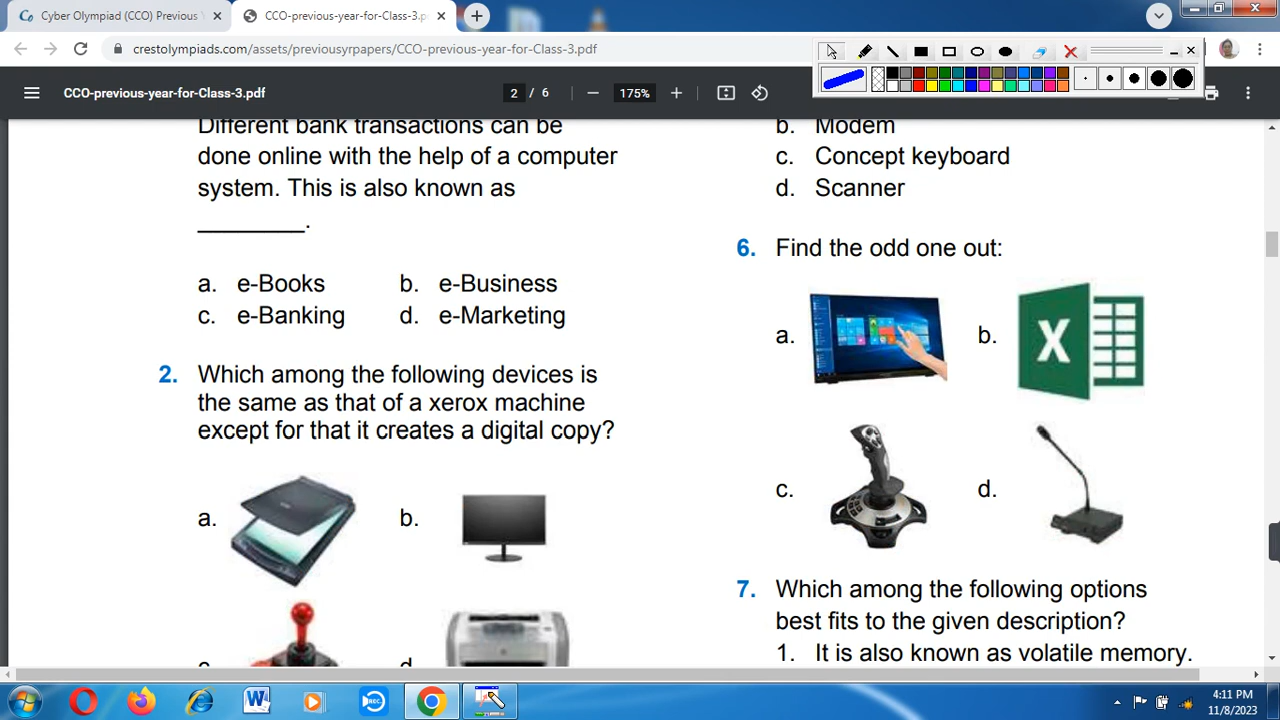 Cyber Olympiad (CCO) Previous
CCO-previous-year-for-Class-3.p
crestolympiads.com/assets/previousyrpapers/CCO-previous-year-for-Class-3.pdf
CCO-previous-year-for-Class-3.pdf
2 / 6
175%
Different bank transactions can be
done online with the help of a computer
system. This is also known as
________.
a. e-Books b. e-Business
c. e-Banking d. e-Marketing
2. Which among the following devices is
the same as that of a xerox machine
except for that it creates a digital copy?
a. b.
c. d.
b. Modem
c. Concept keyboard
d. Scanner
6. Find the odd one out:
a. b.
X
c. d.
7. Which among the following options
best fits to the given description?
1. It is also known as volatile memory.
W
REC
4:11 PM
11/8/2023